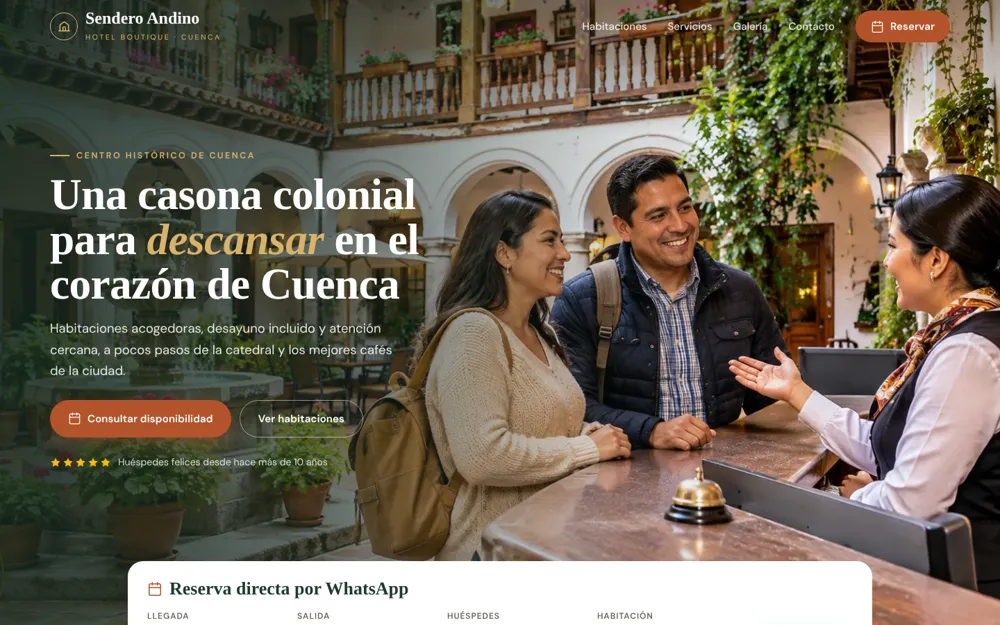 Sendero Andino
HOTEL BOUTIQUE · CUENCA
Habitaciones
Servicios
Galería
Contacto
Reservar
CENTRO HISTÓRICO DE CUENCA
Una casona colonial
para descansar en el
corazón de Cuenca
Habitaciones acogedoras, desayuno incluido y atención
cercana, a pocos pasos de la catedral y los mejores cafés
de la ciudad.
Consultar disponibilidad
Ver habitaciones
Huéspedes felices desde hace más de 10 años
Reserva directa por WhatsApp
LLEGADA
SALIDA
HUÉSPEDES
HABITACIÓN